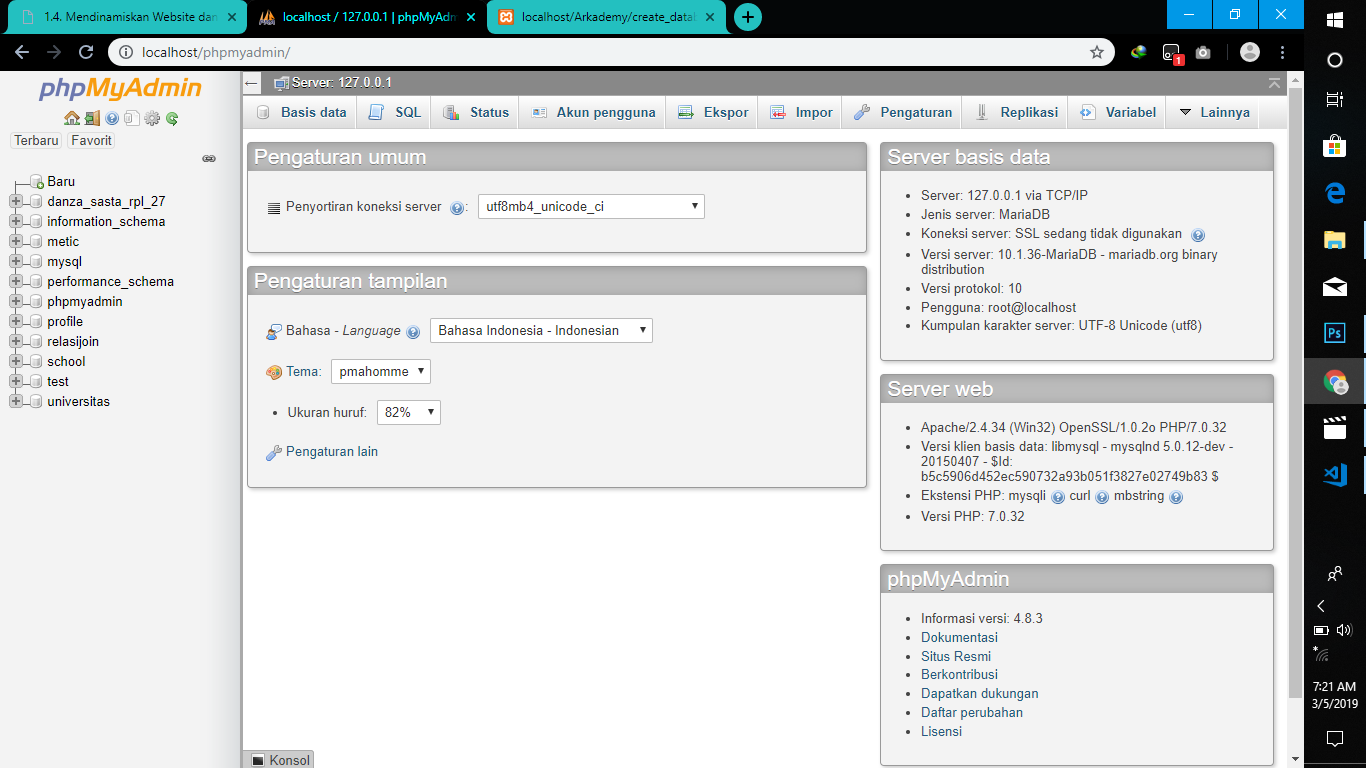 1.4. Mendinamiskan Website dan
localhost / 127.0.0.1 | phpMyAdm
localhost/Arkademy/create_datal
localhost/phpmyadmin/
1
phpMyAdmin
Terbaru Favorit
Baru
danza_sasta_rpl_27
information_schema
metic
mysql
performance_schema
phpmyadmin
profile
relasijoin
school
test
universitas
Server: 127.0.0.1
Basis data SQL Status Akun pengguna Ekspor Impor Pengaturan Replikasi Variabel Lainnya
Pengaturan umum
Penyortiran koneksi server : utf8mb4_unicode_ci
Pengaturan tampilan
Bahasa - Language Bahasa Indonesia - Indonesian
Tema: pmahomme
Ukuran huruf: 82%
Pengaturan lain
Server basis data
Server: 127.0.0.1 via TCP/IP
Jenis server: MariaDB
Koneksi server: SSL sedang tidak digunakan
Versi server: 10.1.36-MariaDB - mariadb.org binary
distribution
Versi protokol: 10
Pengguna: root@localhost
Kumpulan karakter server: UTF-8 Unicode (utf8)
Server web
Apache/2.4.34 (Win32) OpenSSL/1.0.2o PHP/7.0.32
Versi klien basis data: libmysql - mysqlnd 5.0.12-dev -
20150407 - $Id:
b5c5906d452ec590732a93b051f3827e02749b83 $
Ekstensi PHP: mysqli curl mbstring
Versi PHP: 7.0.32
phpMyAdmin
Informasi versi: 4.8.3
Dokumentasi
Situs Resmi
Berkontribusi
Dapatkan dukungan
Daftar perubahan
Lisensi
Konsol
Ps
7:21 AM
3/5/2019